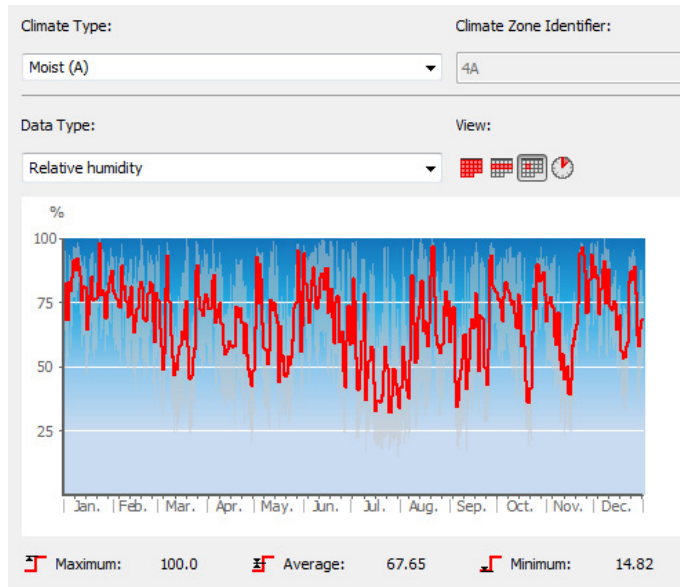 Climate Type: Climate Zone Identifier:
Moist (A) 4A
Data Type: View:
Relative humidity
%
100
75
50
25
Jan. Feb. Mar. Apr. May. Jun. Jul. Aug. Sep. Oct. Nov. Dec.
Maximum: 100.0 Average: 67.65 Minimum: 14.82